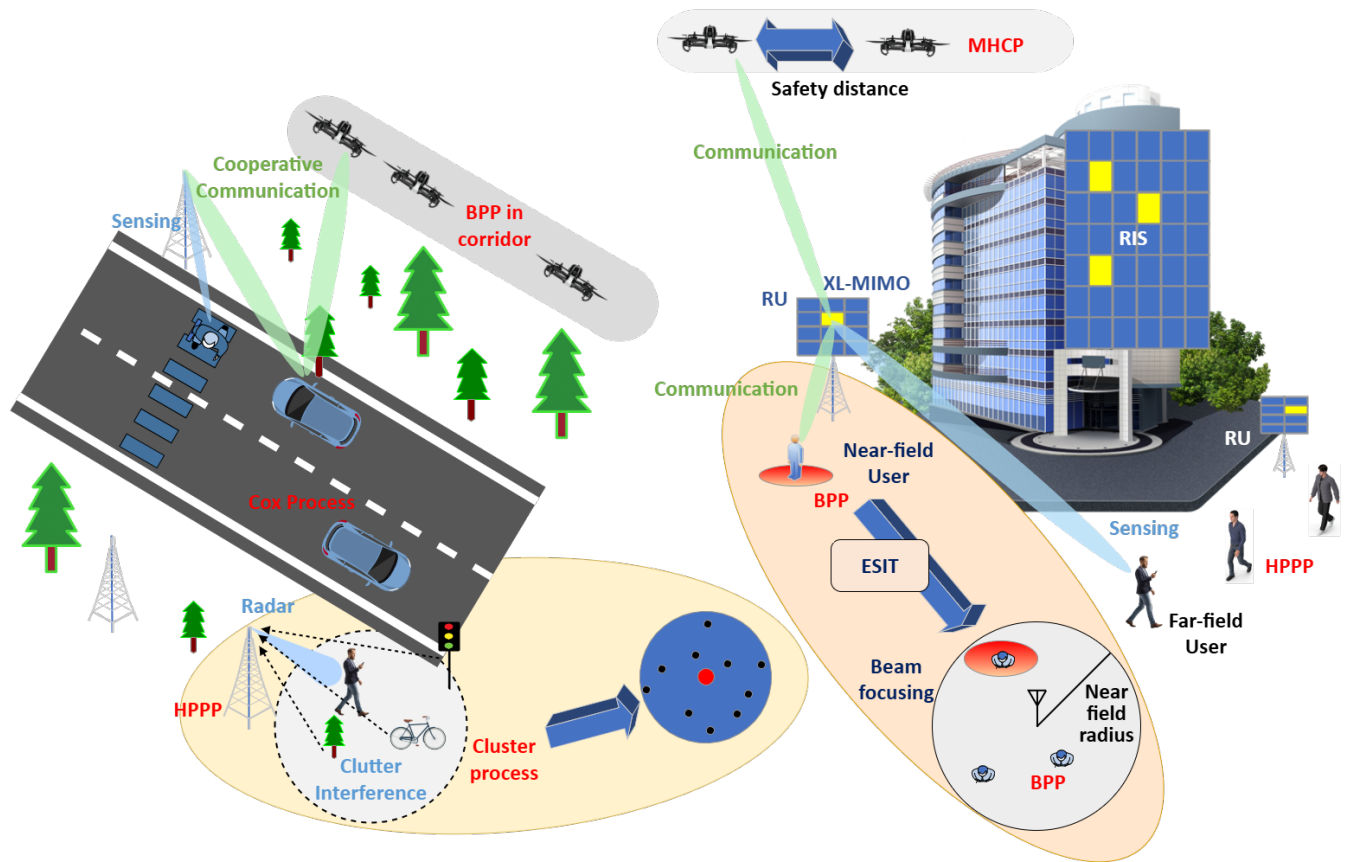 MHCP
Safety distance
Communication
Cooperative
Communication
Sensing
BPP in
corridor
RIS
XL-MIMO
RU
Communication
RU
Near-field
User
BPP
Cox Process
Sensing
ESIT
HPPP
Radar
Far-field
User
Beam
focusing
Near
field
radius
HPPP
Cluster
process
Clutter
Interference
BPP